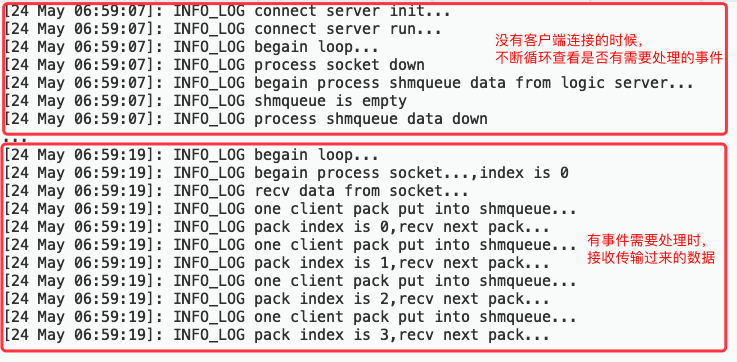 [24 May 06:59:07]: INFO_LOG connect server init...
[24 May 06:59:07]: INFO_LOG connect server run...
[24 May 06:59:07]: INFO_LOG begain loop...
[24 May 06:59:07]: INFO_LOG process socket down
[24 May 06:59:07]: INFO_LOG begain process shmqueue data from logic server...
[24 May 06:59:07]: INFO_LOG shmqueue is empty
[24 May 06:59:07]: INFO_LOG process shmqueue data down
没有客户端连接的时候，
不断循环查看是否有需要处理的事件
...
[24 May 06:59:19]: INFO_LOG begain loop...
[24 May 06:59:19]: INFO_LOG begain process socket...,index is 0
[24 May 06:59:19]: INFO_LOG recv data from socket...
[24 May 06:59:19]: INFO_LOG one client pack put into shmqueue...
[24 May 06:59:19]: INFO_LOG pack index is 0,recv next pack...
[24 May 06:59:19]: INFO_LOG one client pack put into shmqueue...
[24 May 06:59:19]: INFO_LOG pack index is 1,recv next pack...
[24 May 06:59:19]: INFO_LOG one client pack put into shmqueue...
[24 May 06:59:19]: INFO_LOG pack index is 2,recv next pack...
[24 May 06:59:19]: INFO_LOG one client pack put into shmqueue...
[24 May 06:59:19]: INFO_LOG pack index is 3,recv next pack...
有事件需要处理时，
接收传输过来的数据